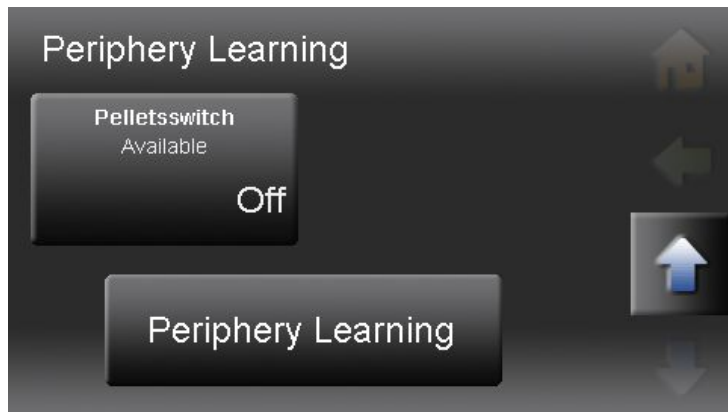 Periphery Learning
Pelletsswitch
Available
Off
Periphery Learning